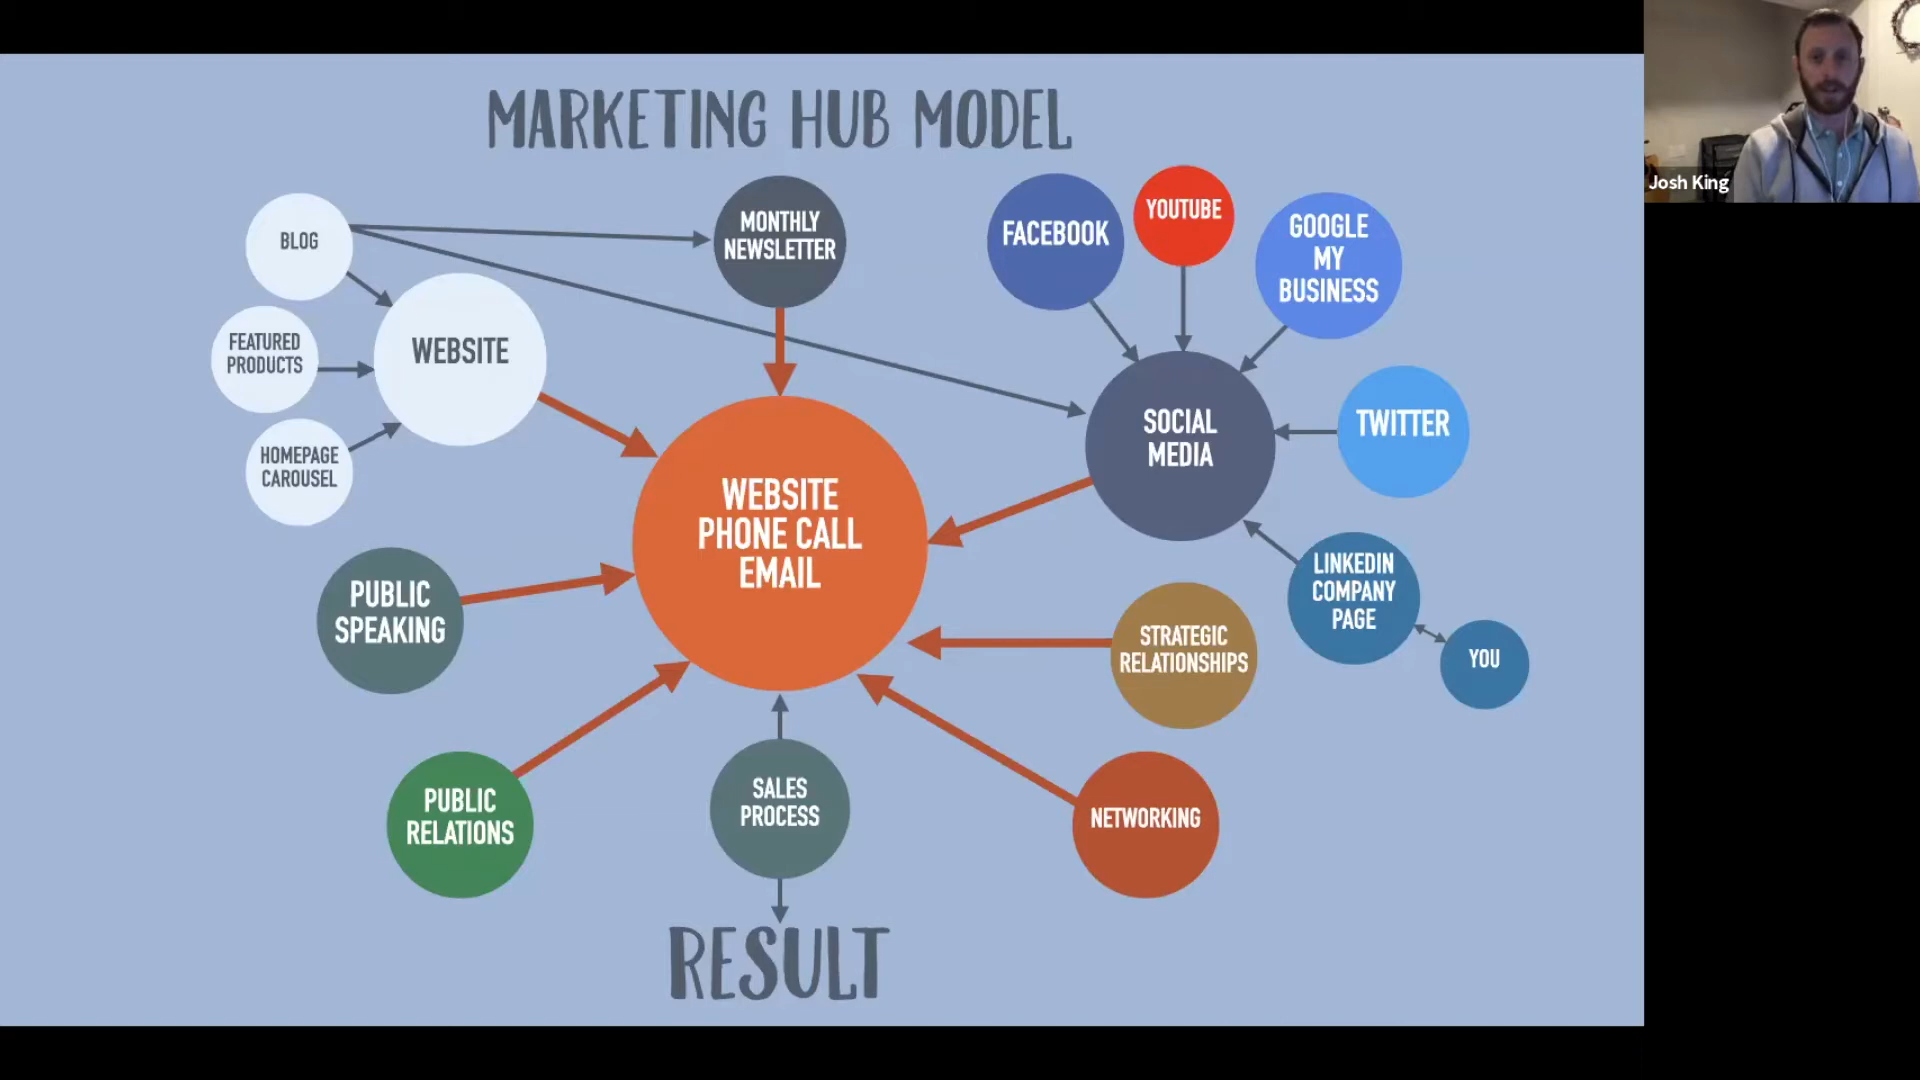 MARKETING HUB MODEL
Josh King
BLOG
MONTHLY
NEWSLETTER
FACEBOOK
YOUTUBE
GOOGLE
MY
BUSINESS
FEATURED
PRODUCTS
WEBSITE
HOMEPAGE
CAROUSEL
SOCIAL
MEDIA
TWITTER
WEBSITE
PHONE CALL
EMAIL
PUBLIC
SPEAKING
LINKEDIN
COMPANY
PAGE
STRATEGIC
RELATIONSHIPS
YOU
PUBLIC
RELATIONS
SALES
PROCESS
NETWORKING
RESULT